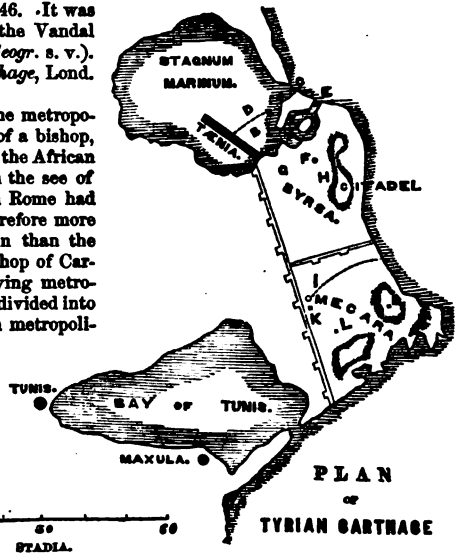 46. It was
the Vandal
eogr. s. v.).
hage, Lond.
ne metropo-
of a bishop,
the African
n the see of
Rome had
refore more
n than the
hop of Car-
ving metro-
divided into
metropoli-
STAGNUM
MARINUM.
C
E
D
B
TÆNIA.
G
F.
H
CITADEL
BYRSA.
I
MEGARA
K
.L
TUNIS.
BAY OF TUNIS.
MAXULA.
PLAN
OF
TYRIAN CARTHAGE
50
60
STADIA.